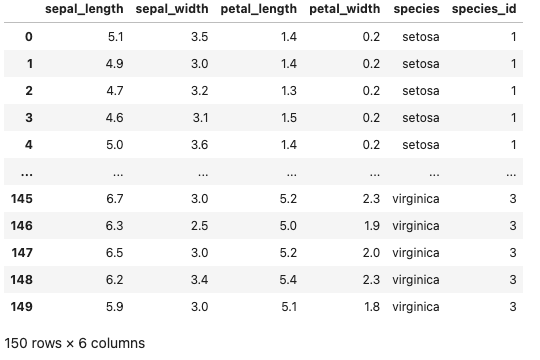 sepal_length sepal_width petal_length petal_width species species_id
0 5.1 3.5 1.4 0.2 setosa 1
1 4.9 3.0 1.4 0.2 setosa 1
2 4.7 3.2 1.3 0.2 setosa 1
3 4.6 3.1 1.5 0.2 setosa 1
4 5.0 3.6 1.4 0.2 setosa 1
... ... ... ... ... ... ...
145 6.7 3.0 5.2 2.3 virginica 3
146 6.3 2.5 5.0 1.9 virginica 3
147 6.5 3.0 5.2 2.0 virginica 3
148 6.2 3.4 5.4 2.3 virginica 3
149 5.9 3.0 5.1 1.8 virginica 3
150 rows × 6 columns